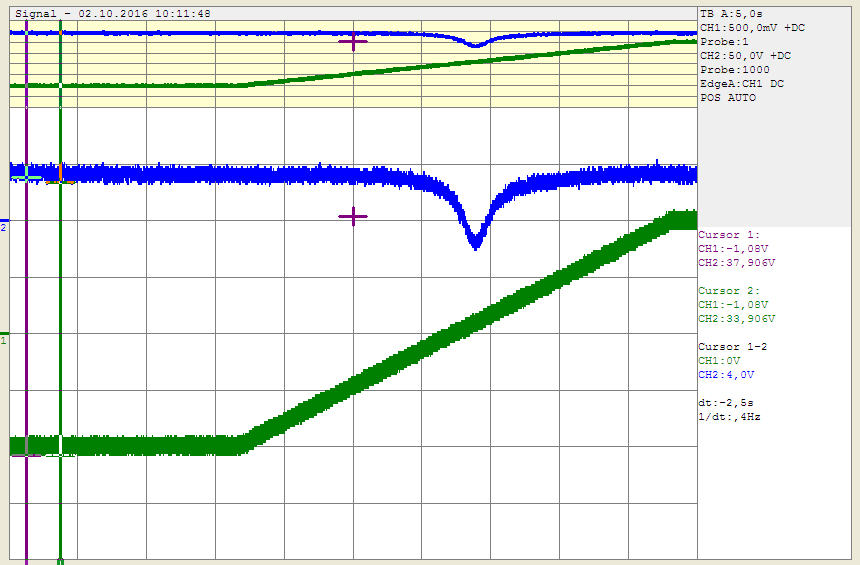 Signal - 02.10.2016 10:11:48
TB A:5,0s
CH1:500,0mV +DC
Probe:1
CH2:50,0V +DC
Probe:1000
EdgeA:CH1 DC
POS AUTO
2
1
Cursor 1:
CH1:-1,08V
CH2:37,906V
Cursor 2:
CH1:-1,08V
CH2:33,906V
Cursor 1-2
CH1:0V
CH2:4,0V
dt:-2,5s
1/dt:,4Hz